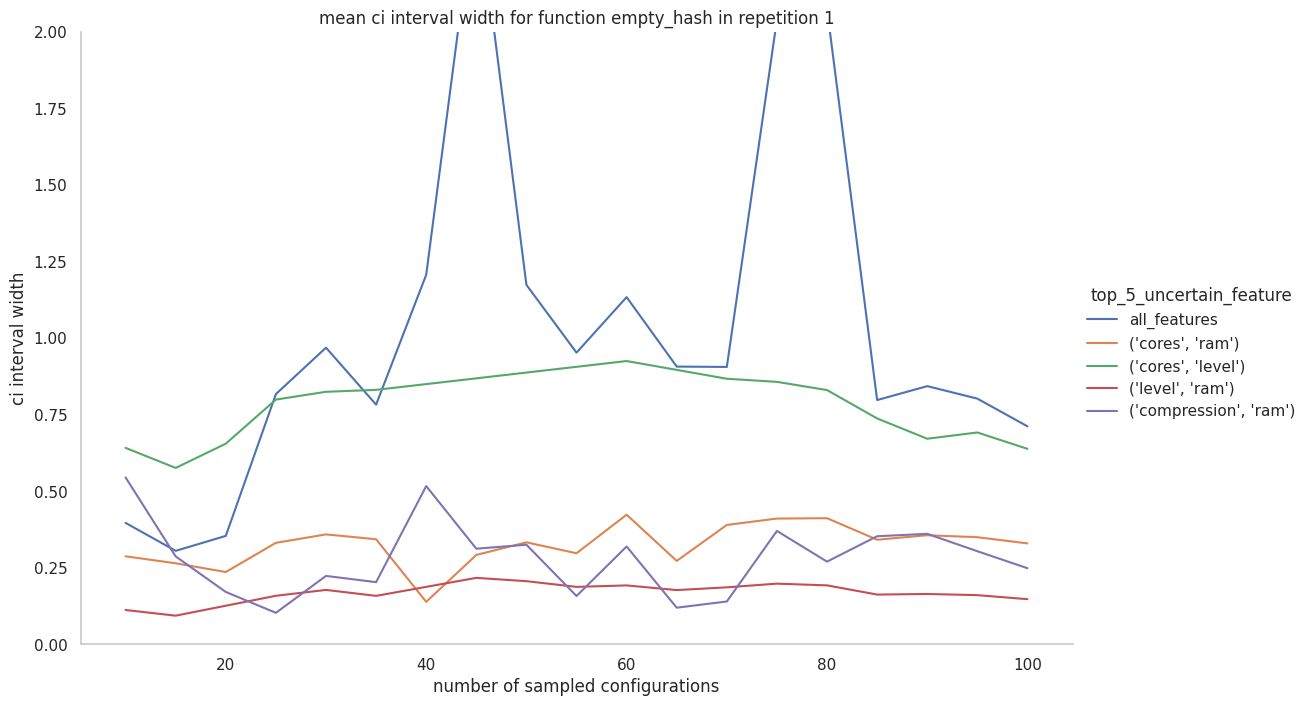 mean ci interval width for function empty_hash in repetition 1
2.00
1.75
1.50
1.25
1.00
0.75
0.50
0.25
0.00
ci interval width
20
40
60
80
100
number of sampled configurations
top_5_uncertain_feature
all_features
('cores', 'ram')
('cores', 'level')
('level', 'ram')
('compression', 'ram')